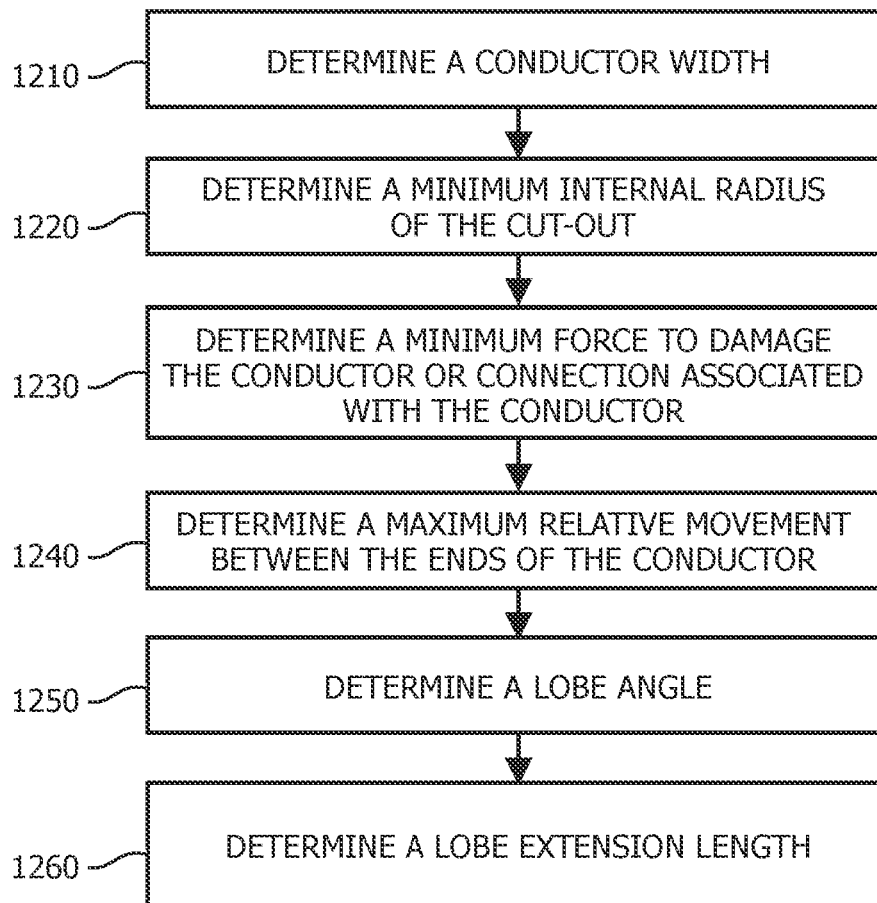 1210
DETERMINE A CONDUCTOR WIDTH
1220
DETERMINE A MINIMUM INTERNAL RADIUS
OF THE CUT-OUT
1230
DETERMINE A MINIMUM FORCE TO DAMAGE
THE CONDUCTOR OR CONNECTION ASSOCIATED
WITH THE CONDUCTOR
1240
DETERMINE A MAXIMUM RELATIVE MOVEMENT
BETWEEN THE ENDS OF THE CONDUCTOR
1250
DETERMINE A LOBE ANGLE
1260
DETERMINE A LOBE EXTENSION LENGTH